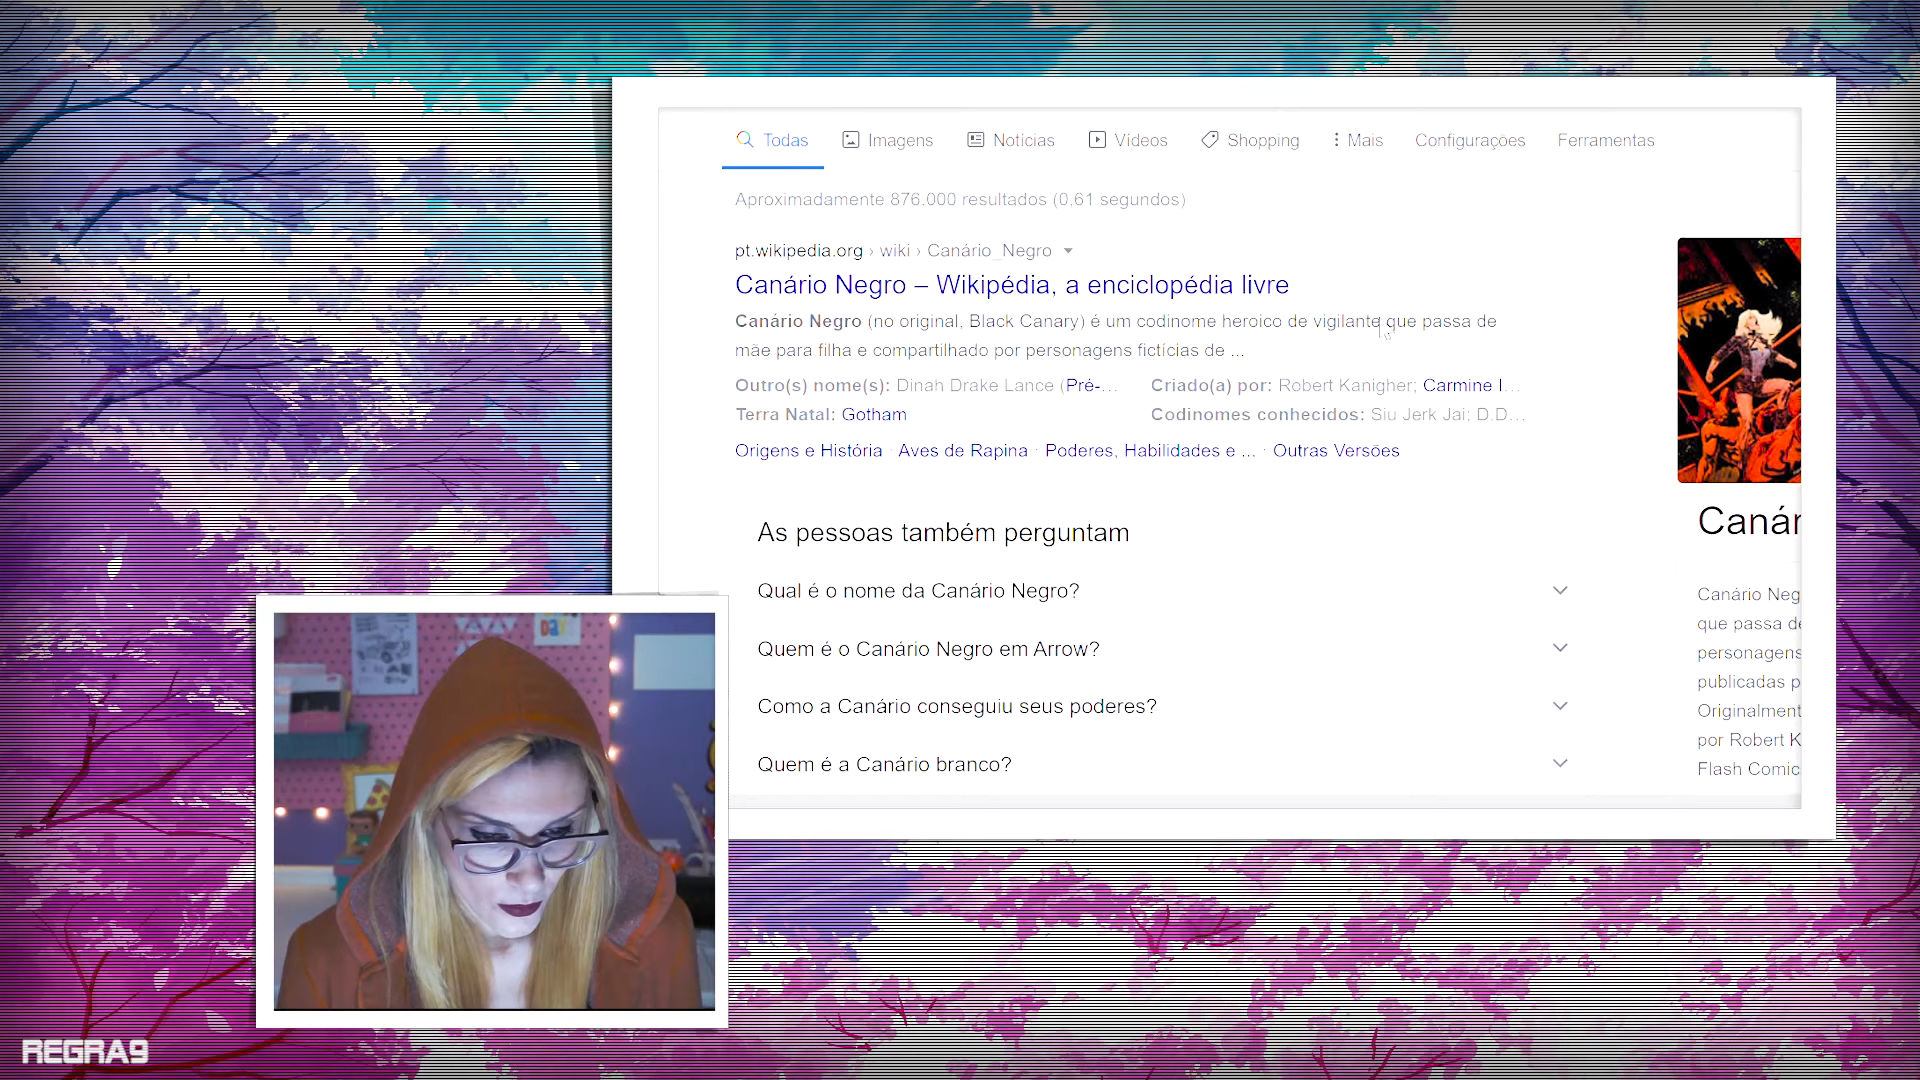 Todas Imagens Notícias Vídeos Shopping Mais Configurações Ferramentas
Aproximadamente 876.000 resultados (0,61 segundos)
pt.wikipedia.org › wiki › Canário_Negro
Canário Negro – Wikipédia, a enciclopédia livre
Canário Negro (no original, Black Canary) é um codinome heroico de vigilante que passa de
mãe para filha e compartilhado por personagens fictícias de ...
Outro(s) nome(s): Dinah Drake Lance (Pré-... Criado(a) por: Robert Kanigher; Carmine I...
Terra Natal: Gotham Codinomes conhecidos: Siu Jerk Jai; D.D...
Origens e História · Aves de Rapina · Poderes, Habilidades e ... · Outras Versões
As pessoas também perguntam
Qual é o nome da Canário Negro?
Quem é o Canário Negro em Arrow?
Como a Canário conseguiu seus poderes?
Quem é a Canário branco?
Canár
Canário Neg
que passa de
personagens
publicadas p
Originalment
por Robert K
Flash Comic
DAY
REGRA9